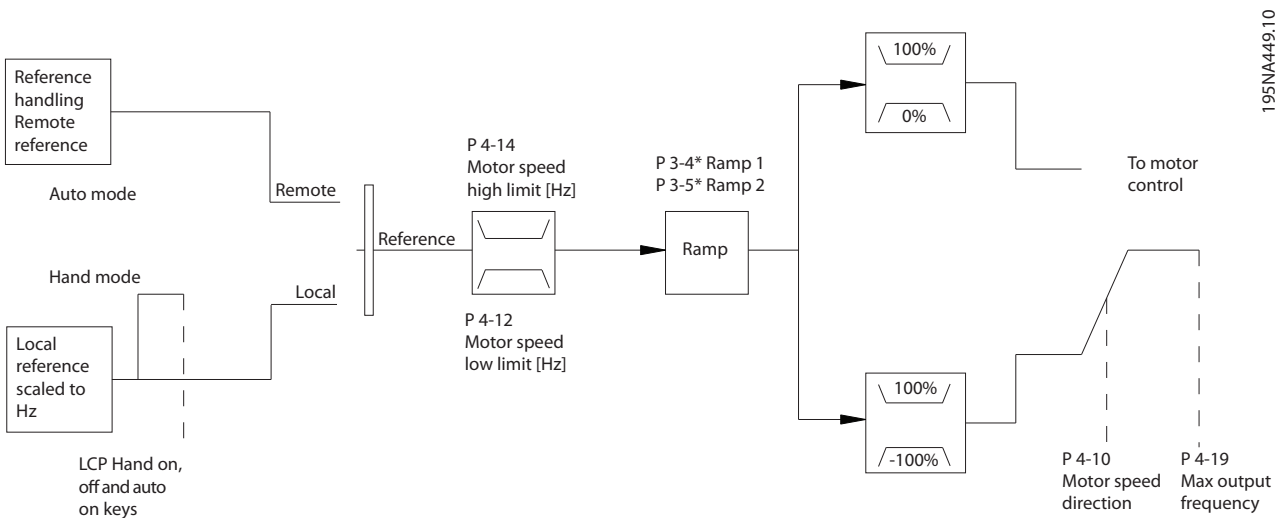 195NA449.10
Reference
handling
Remote
reference
Auto mode
Remote
Hand mode
Local
Local
reference
scaled to
Hz
LCP Hand on,
off and auto
on keys
Reference
P 4-14
Motor speed
high limit [Hz]
P 4-12
Motor speed
low limit [Hz]
P 3-4* Ramp 1
P 3-5* Ramp 2
Ramp
100%
0%
To motor
control
100%
-100%
P 4-10
Motor speed
direction
P 4-19
Max output
frequency